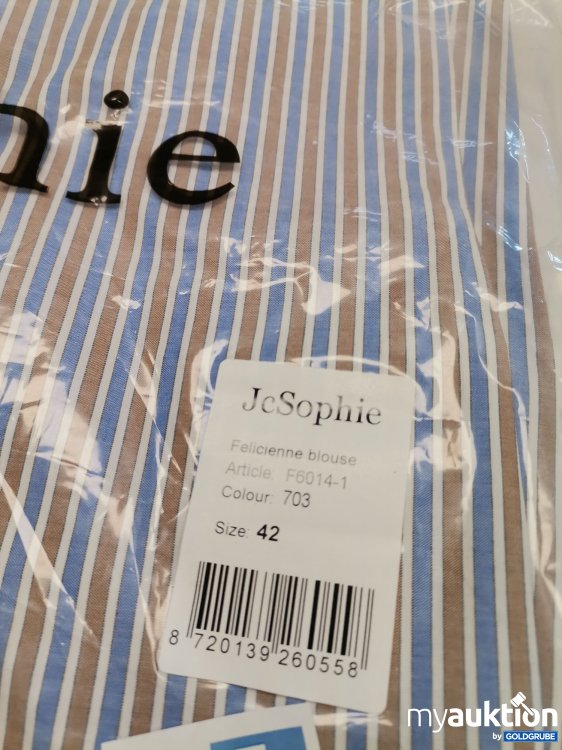 nie
JcSophie
Felicienne blouse
Article: F6014-1
Colour: 703
Size: 42
8 720139 260558
myauktion
by GOLDGRUBE